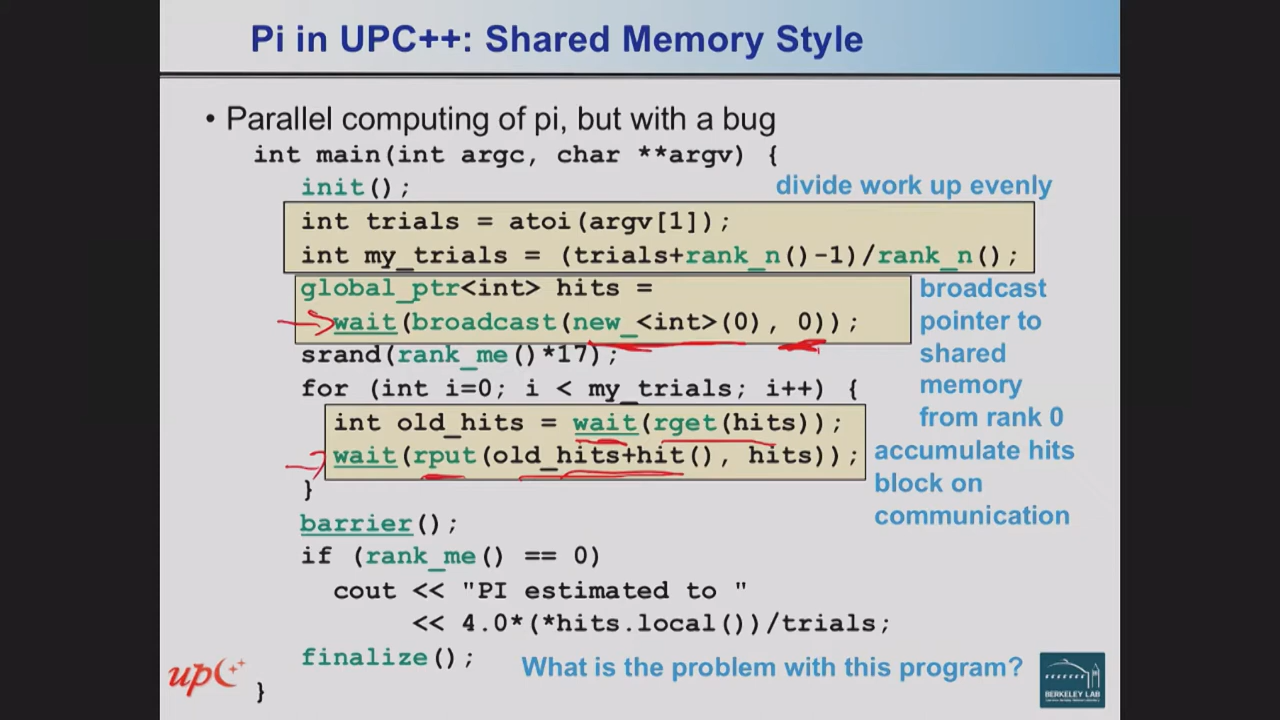 Pi in UPC++: Shared Memory Style
• Parallel computing of pi, but with a bug
int main(int argc, char **argv) {
init();
divide work up evenly
int trials = atoi(argv[1]);
int my_trials = (trials+rank_n()-1)/rank_n();
global_ptr<int> hits =
wait(broadcast(new_<int>(0), 0));
broadcast
pointer to
shared
memory
from rank 0
srand(rank_me()*17);
for (int i=0; i < my_trials; i++) {
int old_hits = wait(rget(hits));
wait(rput(old_hits+hit(), hits));
accumulate hits
block on
communication
}
barrier();
if (rank_me() == 0)
cout << "PI estimated to "
<< 4.0*(*hits.local())/trials;
finalize();
What is the problem with this program?
}
upC++
BERKELEY LAB